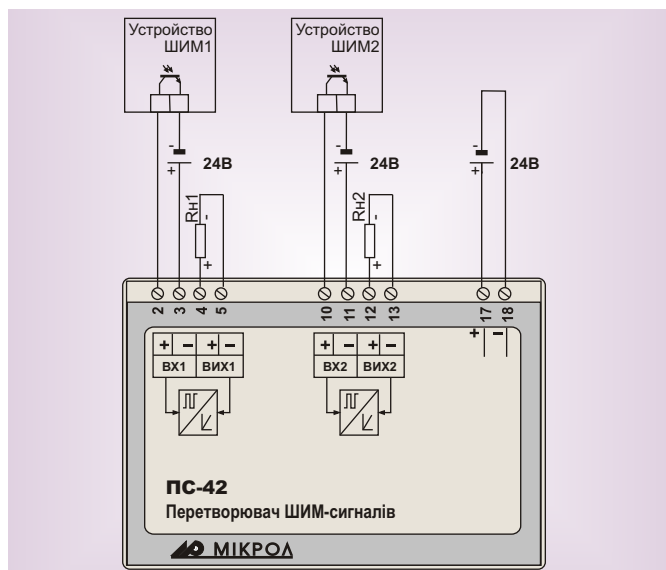 Устройство
ШИМ1
Устройство
ШИМ2
-
24В
+
-
24В
+
-
24В
+
Rн1
-
+
Rн2
-
+
2 3 4 5 10 11 12 13 17 18
+ − + − + − + − + −
ВХ1 ВИХ1 ВХ2 ВИХ2
ПС-42
Перетворювач ШИМ-сигналів
МІКРОЛ